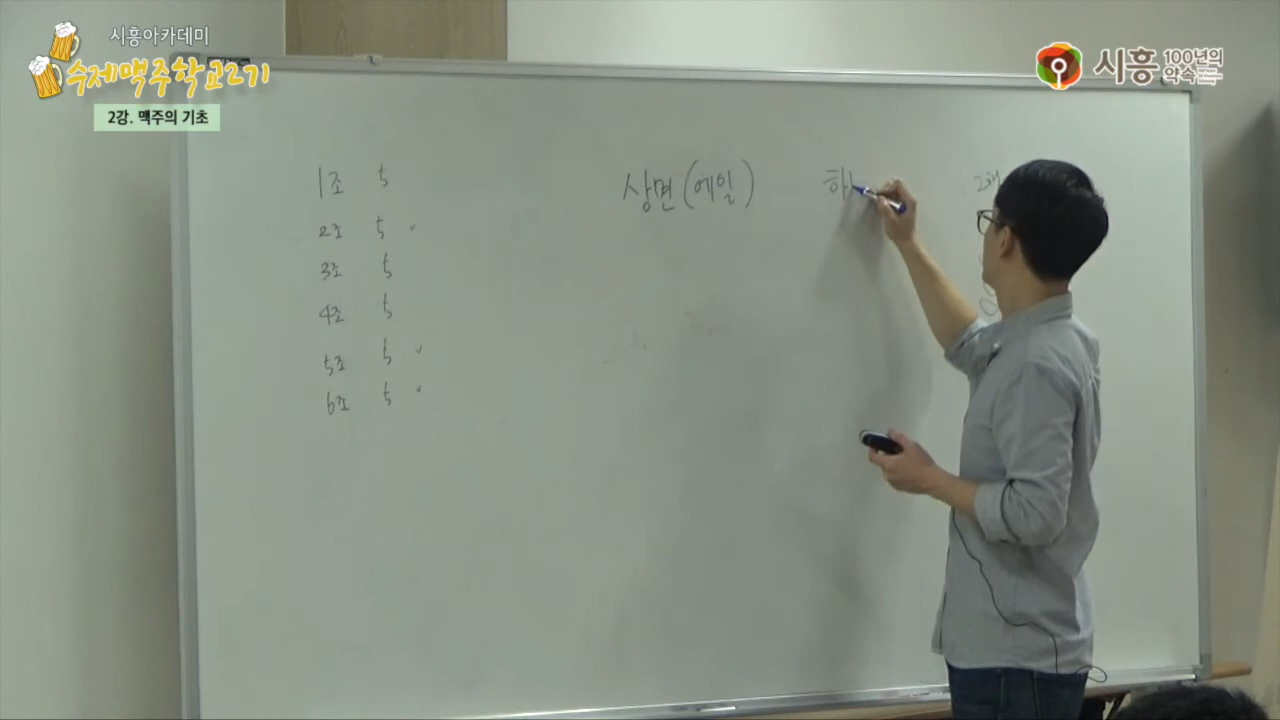 시흥아카데미
수제맥주학교2기
2강. 맥주의 기초
시흥 100년의 약속
1조 5
2조 5
3조 5
4조 5
5조 5
6조 5
상면(에일) 하